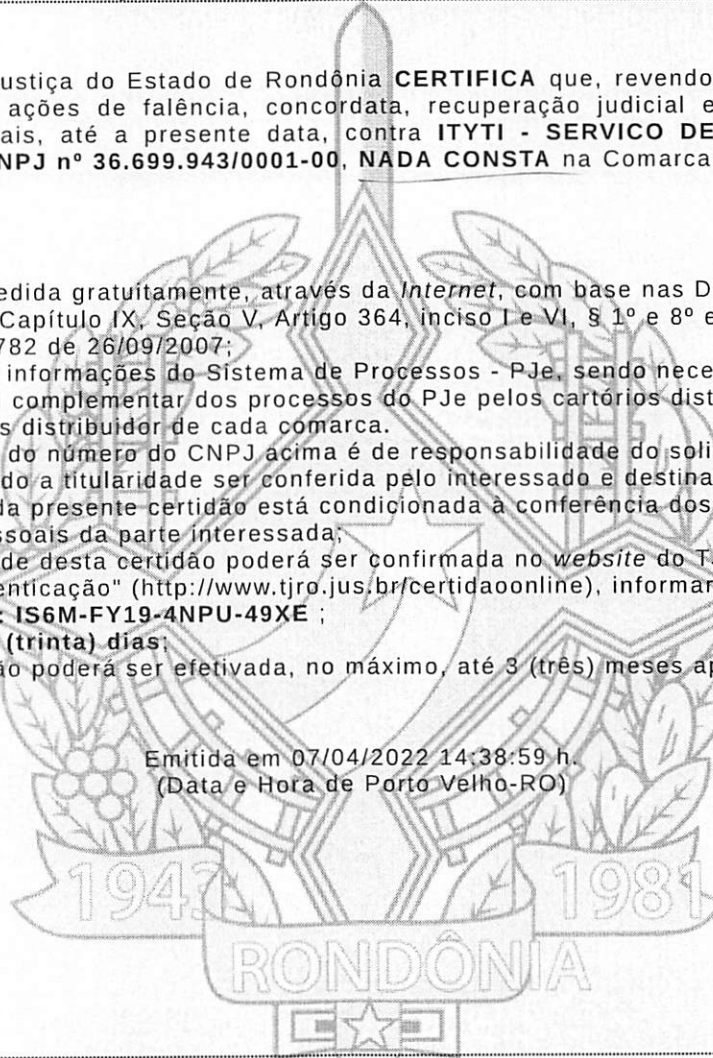 ustiça do Estado de Rondônia CERTIFICA que, revendo
ações de falência, concordata, recuperação judicial e
ais, até a presente data, contra ITYTI - SERVICO DE
NPJ nº 36.699.943/0001-00, NADA CONSTA na Comarca
edida gratuitamente, através da Internet, com base nas D
Capítulo IX, Seção V, Artigo 364, inciso I e VI, § 1º e 8º e
782 de 26/09/2007;
informações do Sistema de Processos - PJe, sendo nece
complementar dos processos do PJe pelos cartórios dist
s distribuidor de cada comarca.
do número do CNPJ acima é de responsabilidade do soli
do a titularidade ser conferida pelo interessado e destina
da presente certidão está condicionada à conferência dos
ssoais da parte interessada;
de desta certidão poderá ser confirmada no website do T
enticação" (http://www.tjro.jus.br/certidaoonline), informar
: IS6M-FY19-4NPU-49XE ;
(trinta) dias;
ão poderá ser efetivada, no máximo, até 3 (três) meses ap
Emitida em 07/04/2022 14:38:59 h.
(Data e Hora de Porto Velho-RO)
1943 1981
RONDÔNIA